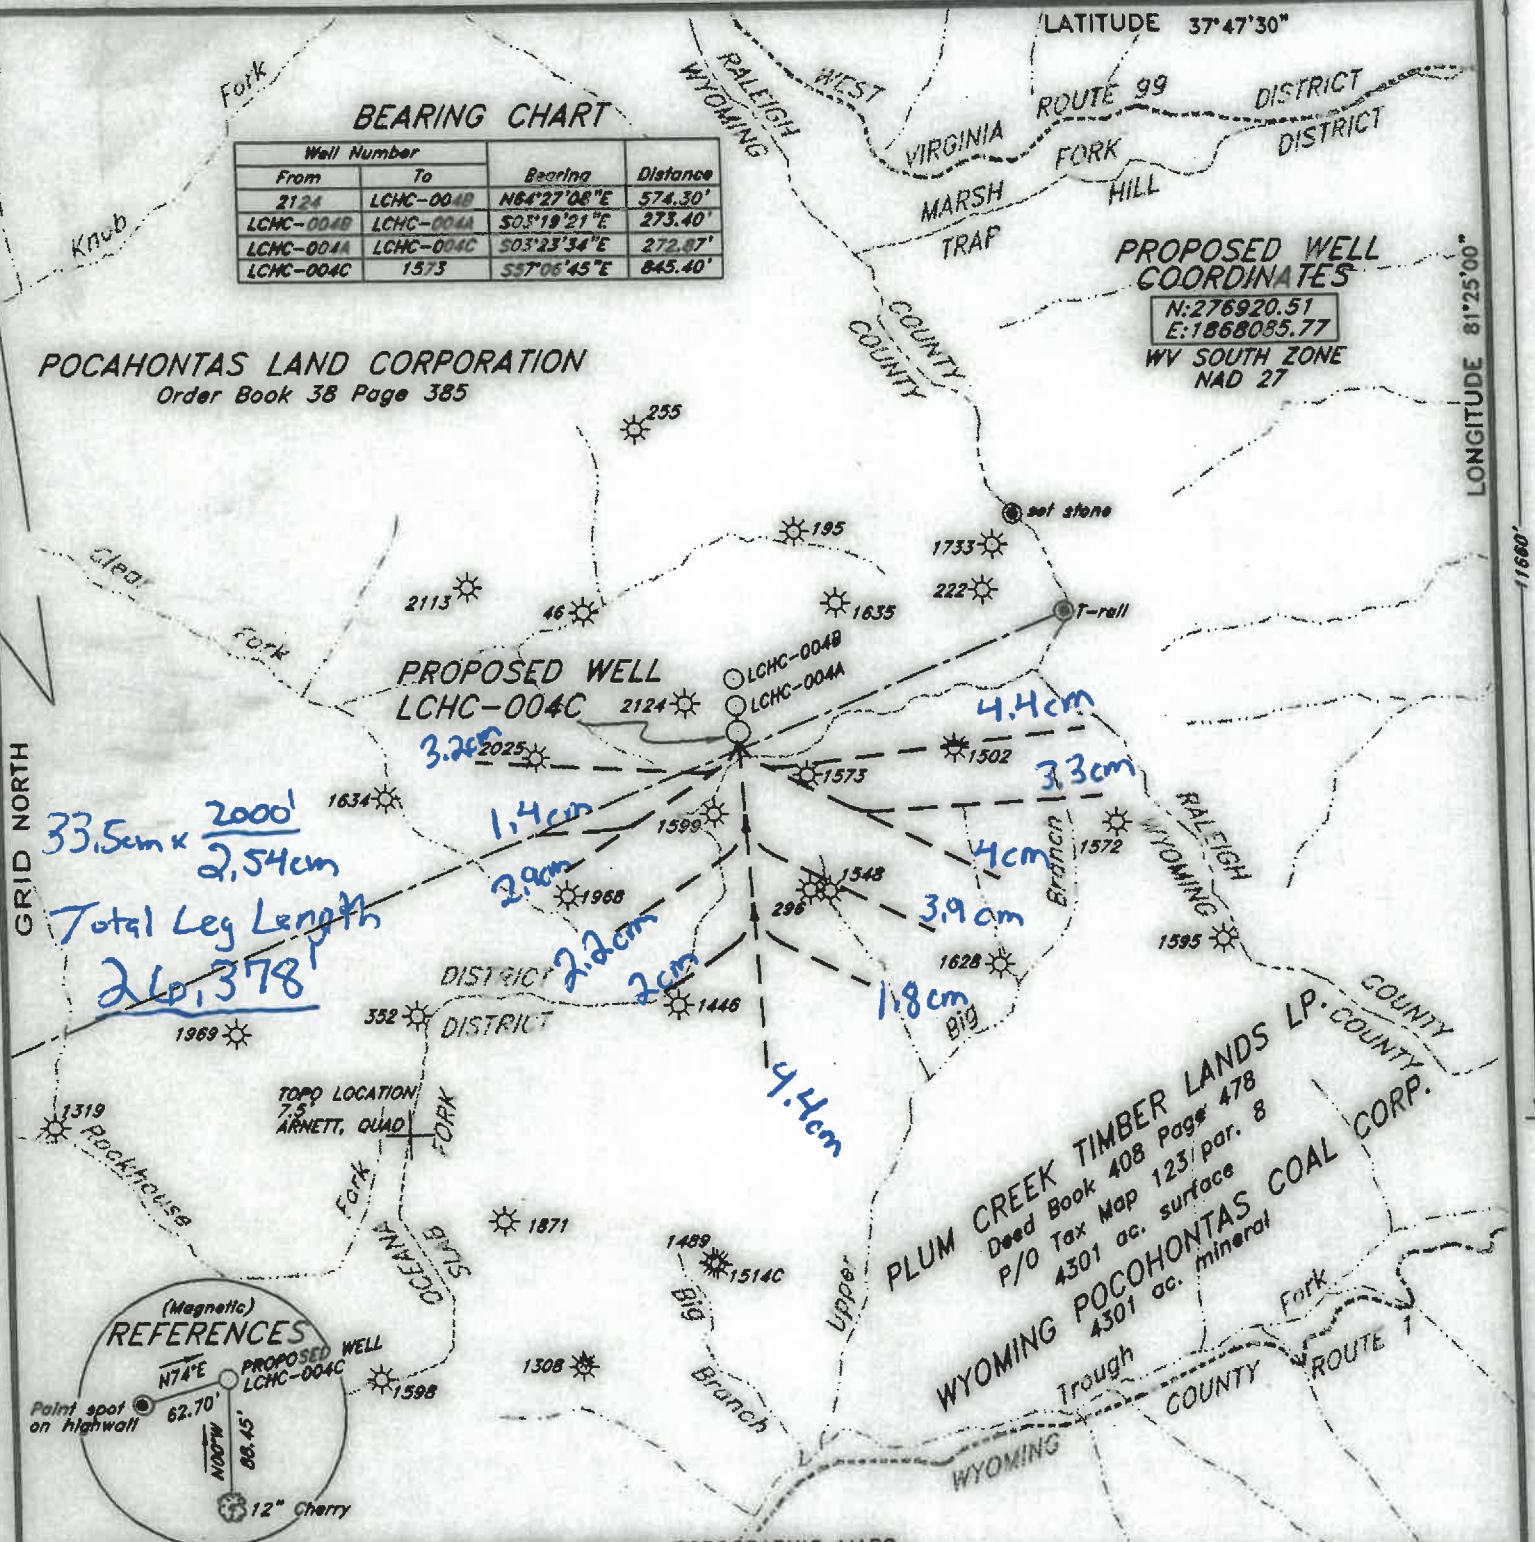 LATITUDE 37°47'30"
Fork
RALEIGH
WYOMING
WEST
VIRGINIA
ROUTE 99
DISTRICT
DISTRICT
MARSH
FORK
TRAP
HILL
BEARING CHART
Well Number
From To Bearing Distance
2124 LCHC-004B N64°27'08"E 574.30'
LCHC-004B LCHC-004A S03°19'21"E 273.40'
LCHC-004A LCHC-004C S03°23'34"E 272.87'
LCHC-004C 1573 S57°06'45"E 845.40'
Knub
PROPOSED WELL
COORDINATES
N:276920.51
E:1868085.77
WV SOUTH ZONE
NAD 27
LONGITUDE 81°25'00"
COUNTY
COUNTY
POCAHONTAS LAND CORPORATION
Order Book 38 Page 385
255
195
set stone
1733
11660'
Clear
Fork
2113
46
1635
222
T-rail
PROPOSED WELL
LCHC-004C
LCHC-004B
LCHC-004A
2124
4.4cm
3.2cm
2025
1502
1573
3.3cm
GRID NORTH
1634
1.4cm
1599
33.5cm x 2000'
2.54cm
Total Leg Length
26,378'
2.9cm
1968
1572
RALEIGH
WYOMING
4cm
Branch
1548
296
3.9cm
2.2cm
2cm
1595
1628
1.8cm
Big
DISTRICT
DISTRICT
352
1446
1969
COUNTY
COUNTY
4.4cm
TOPO LOCATION
7.5'
ARNETT, QUAD
FORK
1319
Rockhouse
Fork
OCEANA
SLAB
PLUM CREEK TIMBER LANDS LP.
Deed Book 408 Page 478
P/O Tax Map 123 par. 8
4301 ac. surface
WYOMING POCOHONTAS COAL CORP.
4301 ac. mineral
1871
1489
1514C
Big
Branch
Upper
1308
1598
(Magnetic)
REFERENCES
PROPOSED WELL
LCHC-004C
N74°E
62.70'
Paint spot
on highwall
N00°W
88.45'
12" Cherry
Trough
Fork
WYOMING
COUNTY
ROUTE 1